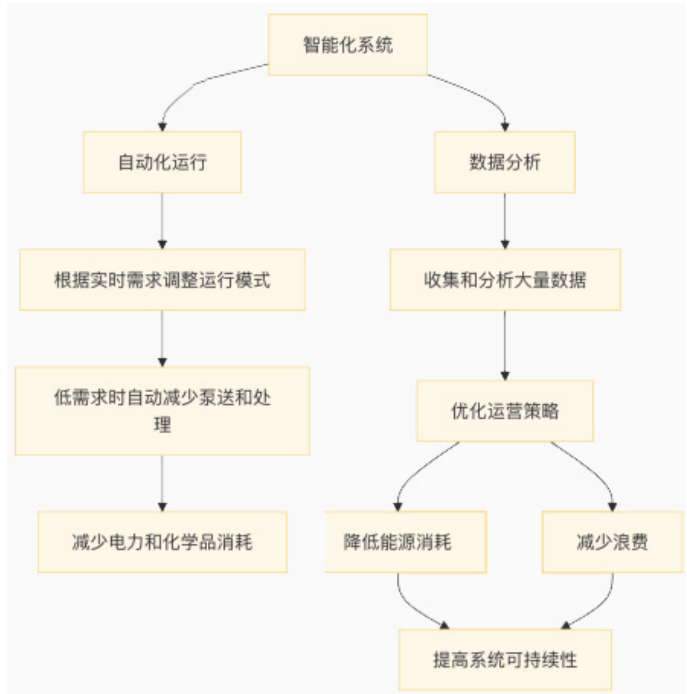 智能化系统
自动化运行
数据分析
根据实时需求调整运行模式
收集和分析大量数据
低需求时自动减少泵送和处
理
优化运营策略
减少电力和化学品消耗
降低能源消耗
减少浪费
提高系统可持续性